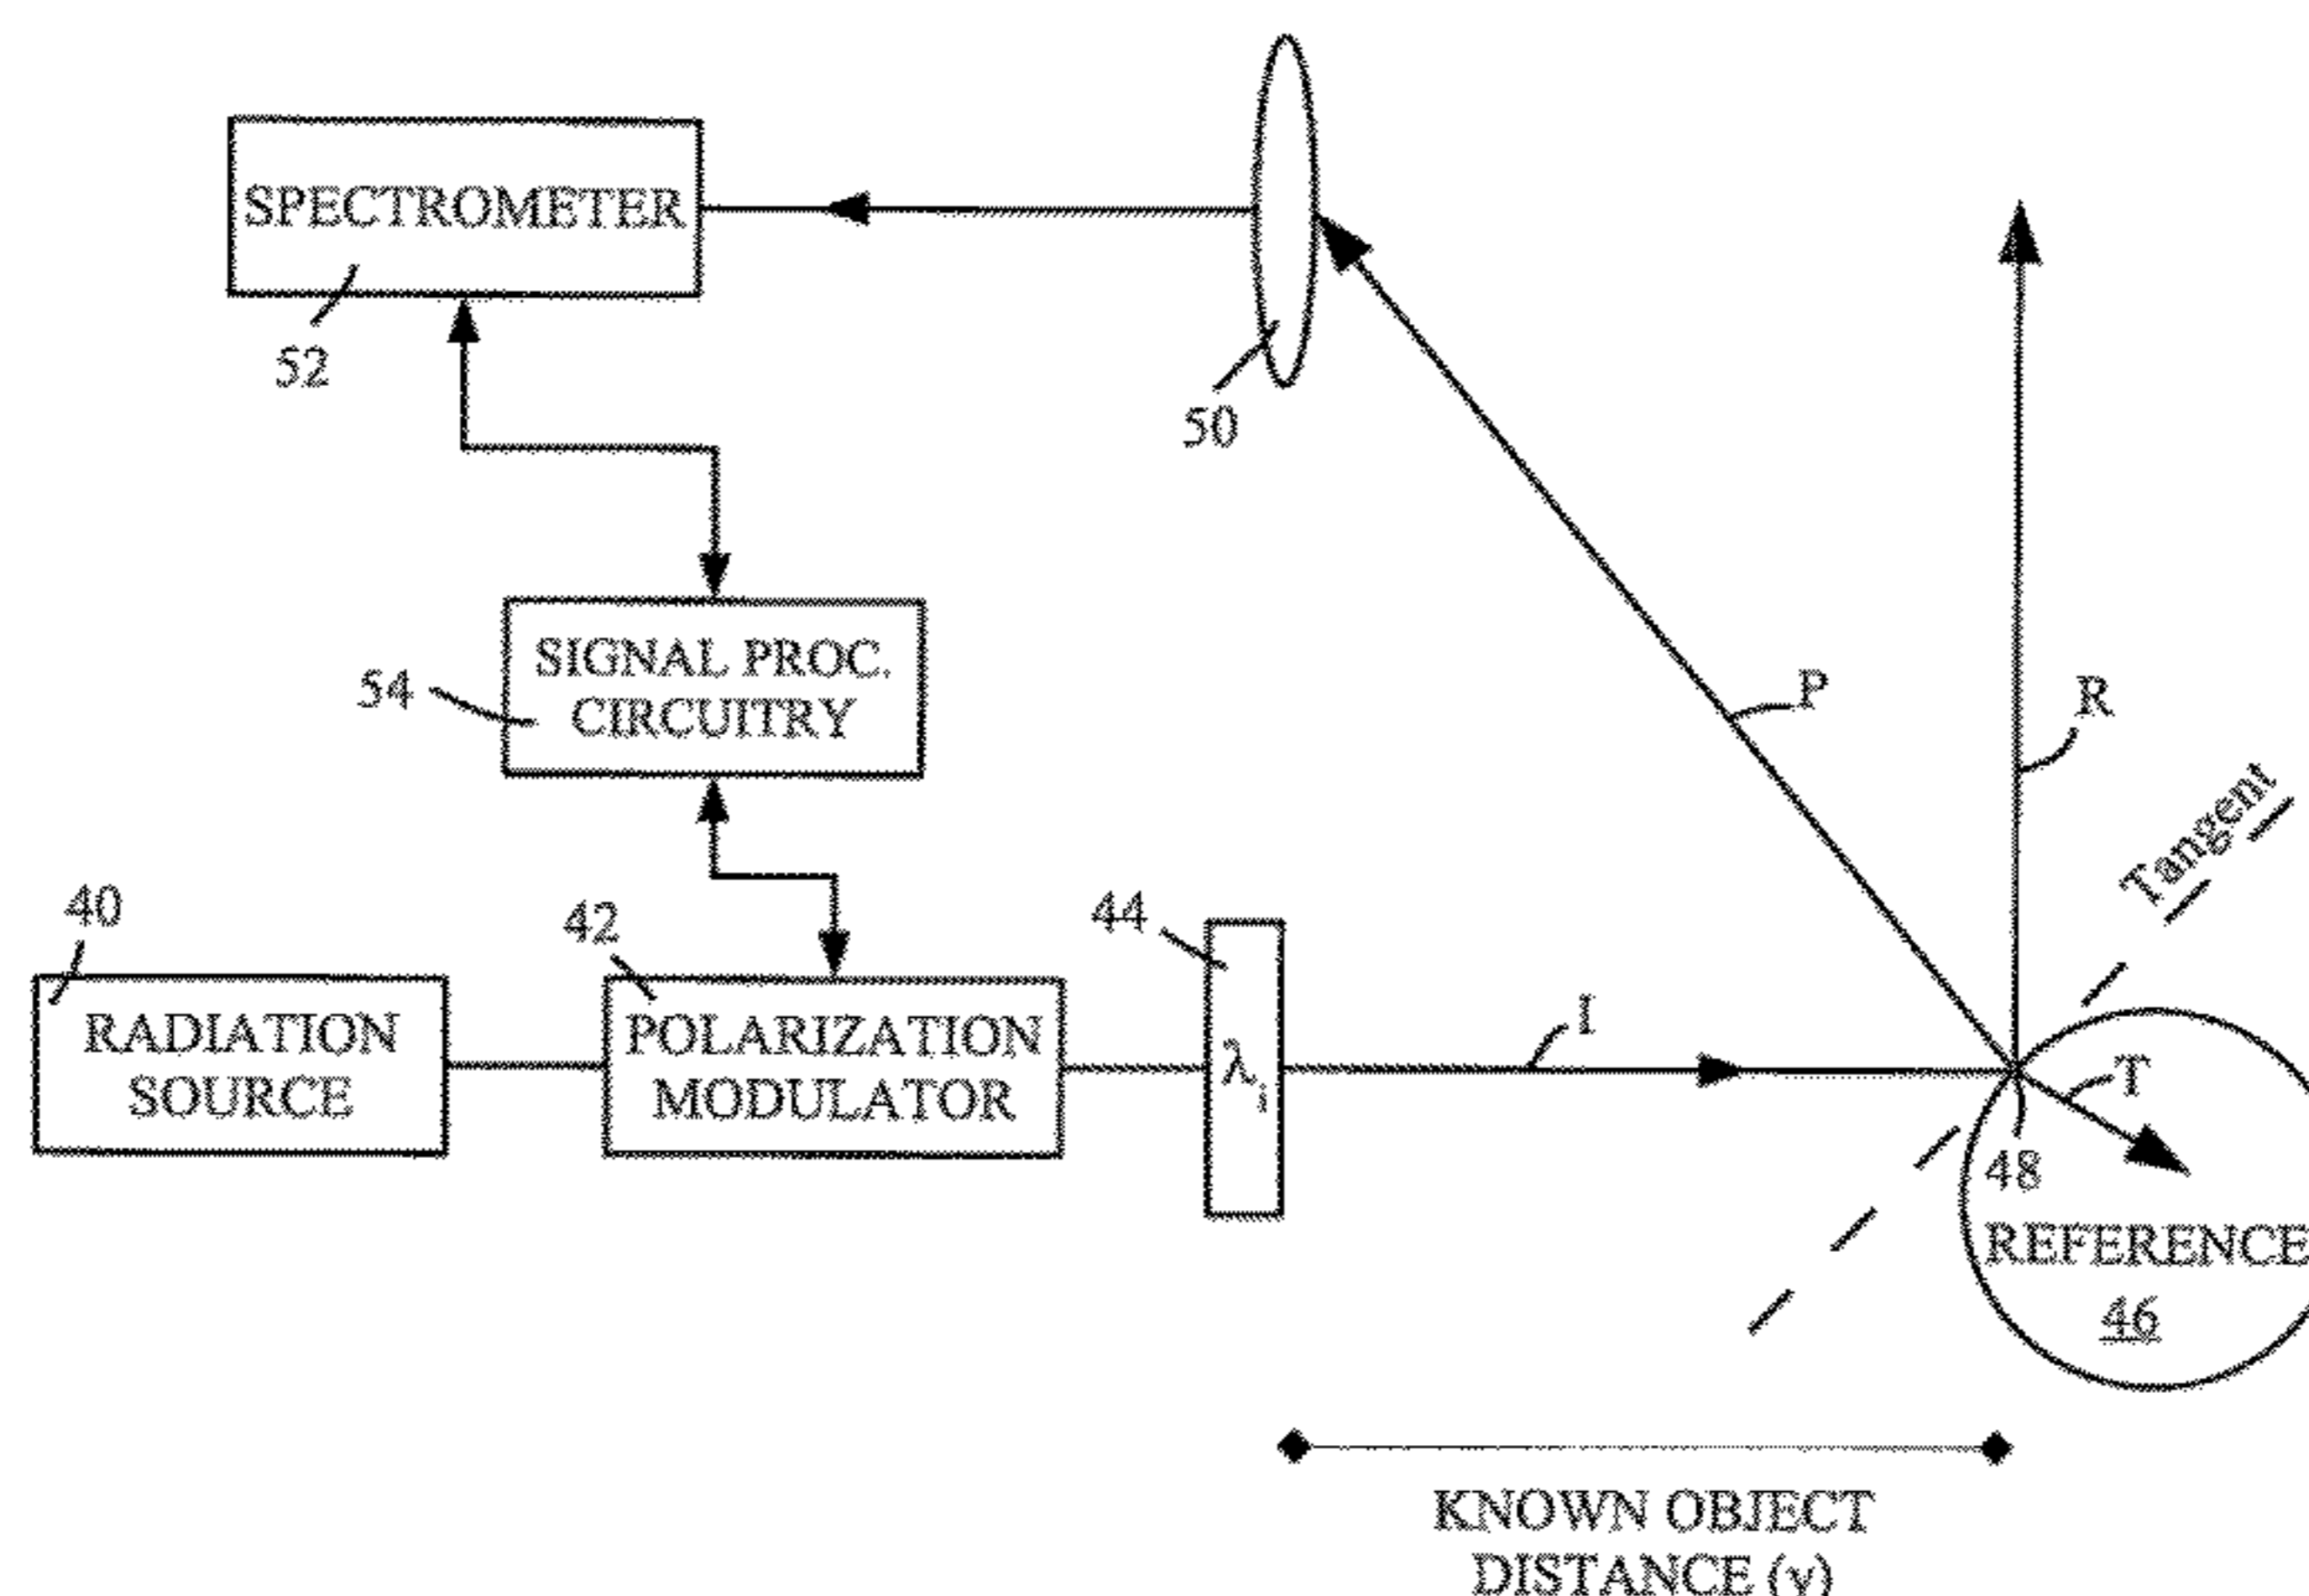 SPECTROMETER
52
50
SIGNAL PROC.
CIRCUITRY
54
P
R
Tangent
40
42
44
RADIATION
SOURCE
POLARIZATION
MODULATOR
λi
I
T
48
REFERENCE
46
KNOWN OBJECT
DISTANCE (y)